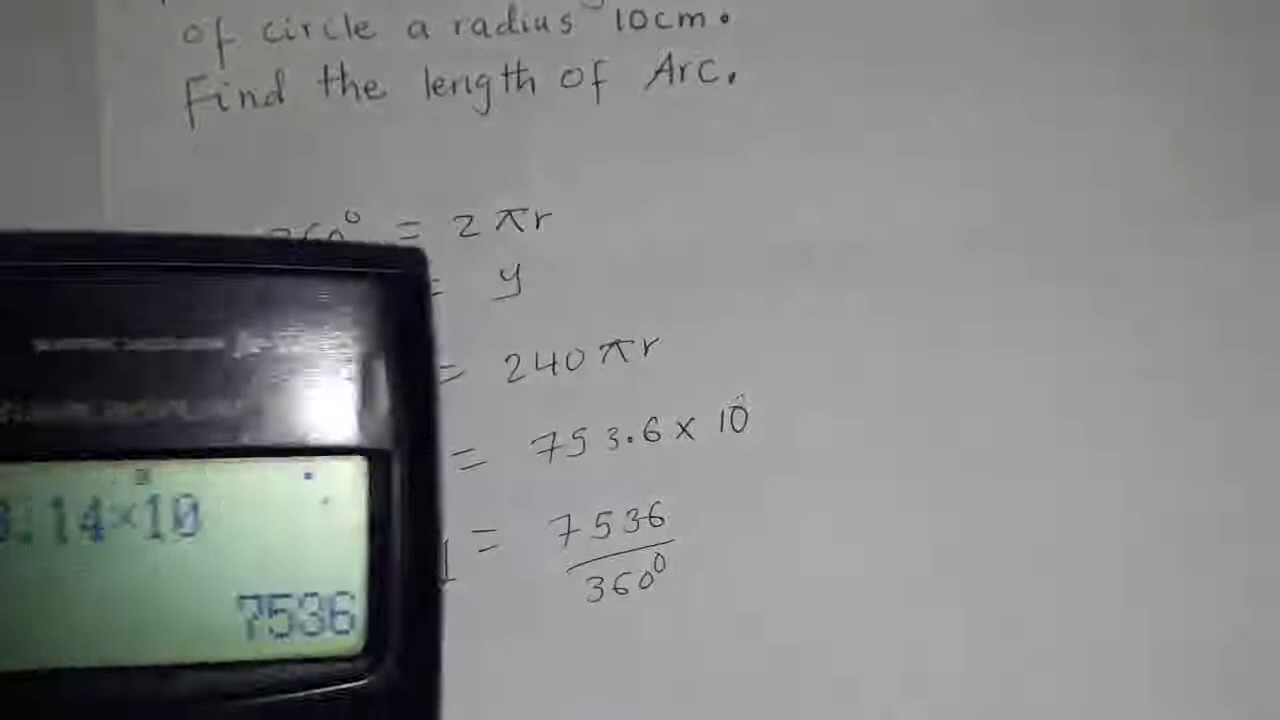 of circle a radius 10cm.
Find the length of Arc.
360° = 2πr
= y
= 240πr
= 753.6 × 10
= 7536
360°
.14×10
7536